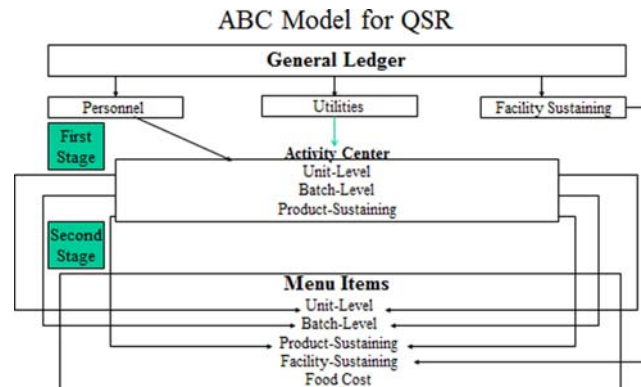 ABC Model for QSR
General Ledger
Personnel
Utilities
Facility Sustaining
First
Stage
Activity Center
Unit-Level
Batch-Level
Product-Sustaining
Second
Stage
Menu Items
Unit-Level
Batch-Level
Product-Sustaining
Facility-Sustaining
Food Cost